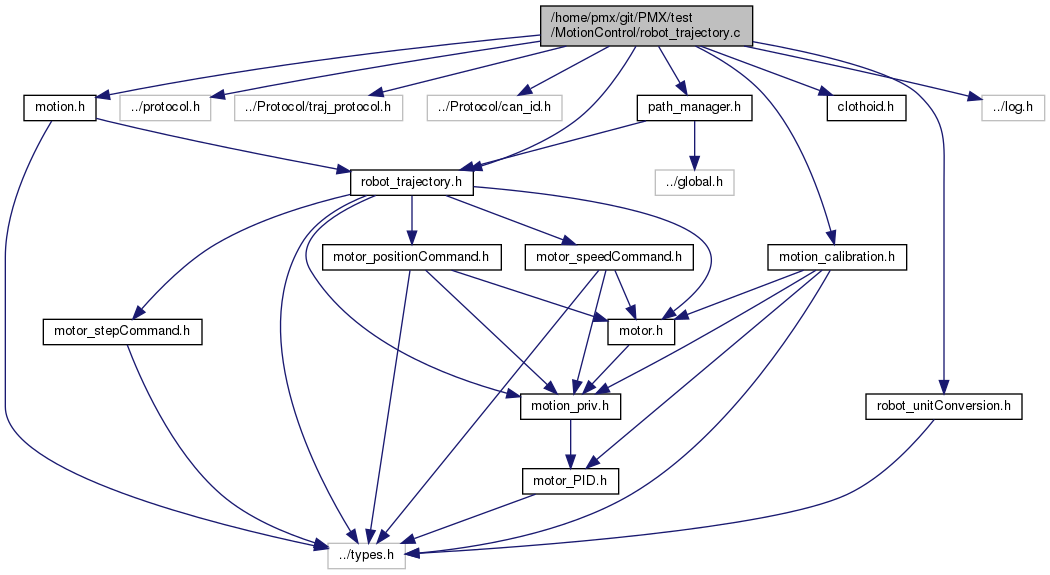 /home/pmx/git/PMX/test
/MotionControl/robot_trajectory.c
motion.h
../protocol.h
../Protocol/traj_protocol.h
../Protocol/can_id.h
path_manager.h
clothoid.h
../log.h
robot_trajectory.h
../global.h
motor_positionCommand.h
motor_speedCommand.h
motion_calibration.h
motor_stepCommand.h
motor.h
motion_priv.h
robot_unitConversion.h
motor_PID.h
../types.h